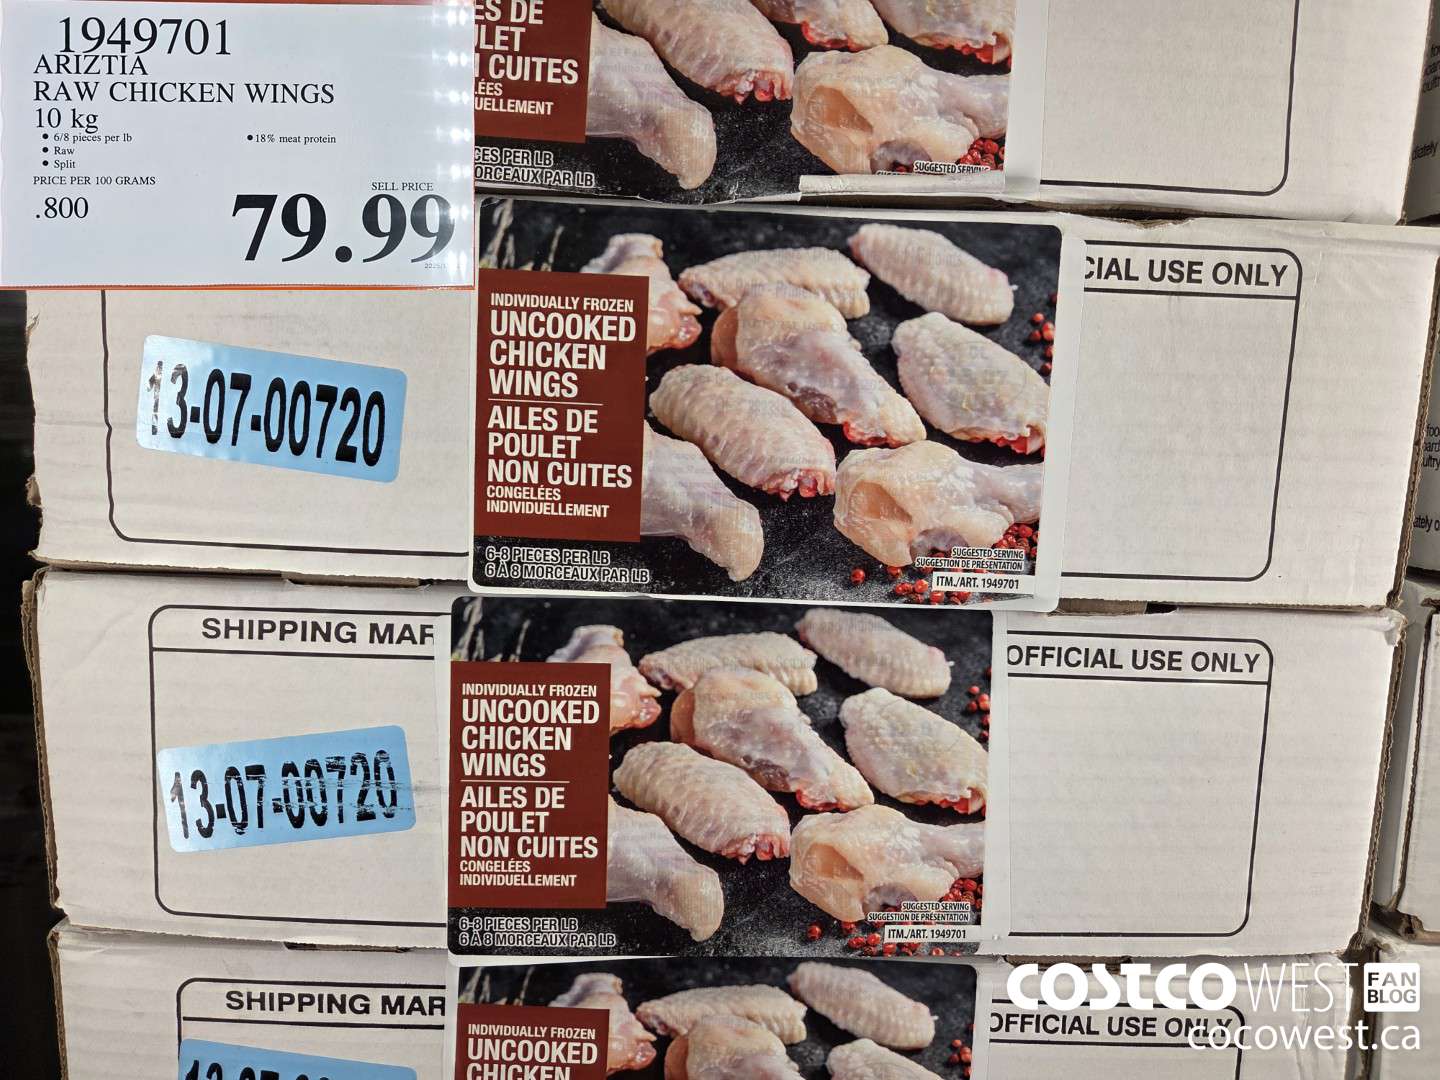 1949701
ARIZTIA
RAW CHICKEN WINGS
10 kg
• 6/8 pieces per lb
• 18% meat protein
• Raw
• Split
PRICE PER 100 GRAMS
SELL PRICE
.800
79.99
ES DE
LET
CUITES
ÉES
UELLEMENT
CES PER LB
ORCEAUX PAR LB
SUGGESTED SERVING
13-07-00720
INDIVIDUALLY FROZEN
UNCOOKED
CHICKEN
WINGS
AILES DE
POULET
NON CUITES
CONGELÉES
INDIVIDUELLEMENT
6-8 PIECES PER LB
6 À 8 MORCEAUX PAR LB
SUGGESTED SERVING
SUGGESTION DE PRÉSENTATION
ITM./ART. 1949701
CIAL USE ONLY
SHIPPING MAR
13-07-00720
INDIVIDUALLY FROZEN
UNCOOKED
CHICKEN
WINGS
AILES DE
POULET
NON CUITES
CONGELÉES
INDIVIDUELLEMENT
6-8 PIECES PER LB
6 À 8 MORCEAUX PAR LB
SUGGESTED SERVING
SUGGESTION DE PRÉSENTATION
ITM./ART. 1949701
OFFICIAL USE ONLY
SHIPPING MAR
INDIVIDUALLY FROZEN
UNCOOKED
CHICKEN
OFFICIAL USE ONLY
COSTCO WEST FAN BLOG
cocowest.ca